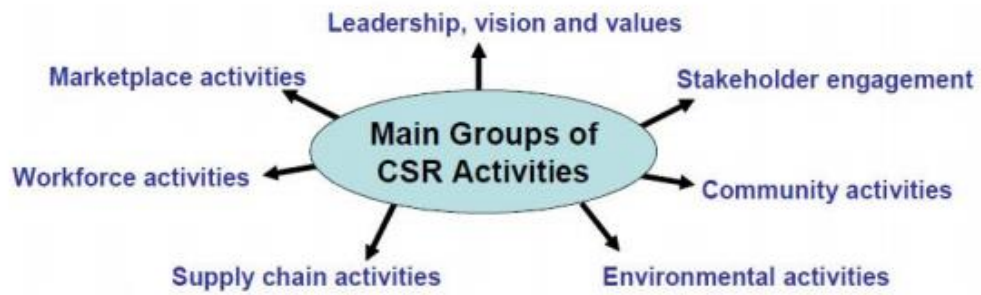 Leadership, vision and values
Marketplace activities
Stakeholder engagement
Main Groups of
CSR Activities
Workforce activities
Community activities
Supply chain activities
Environmental activities